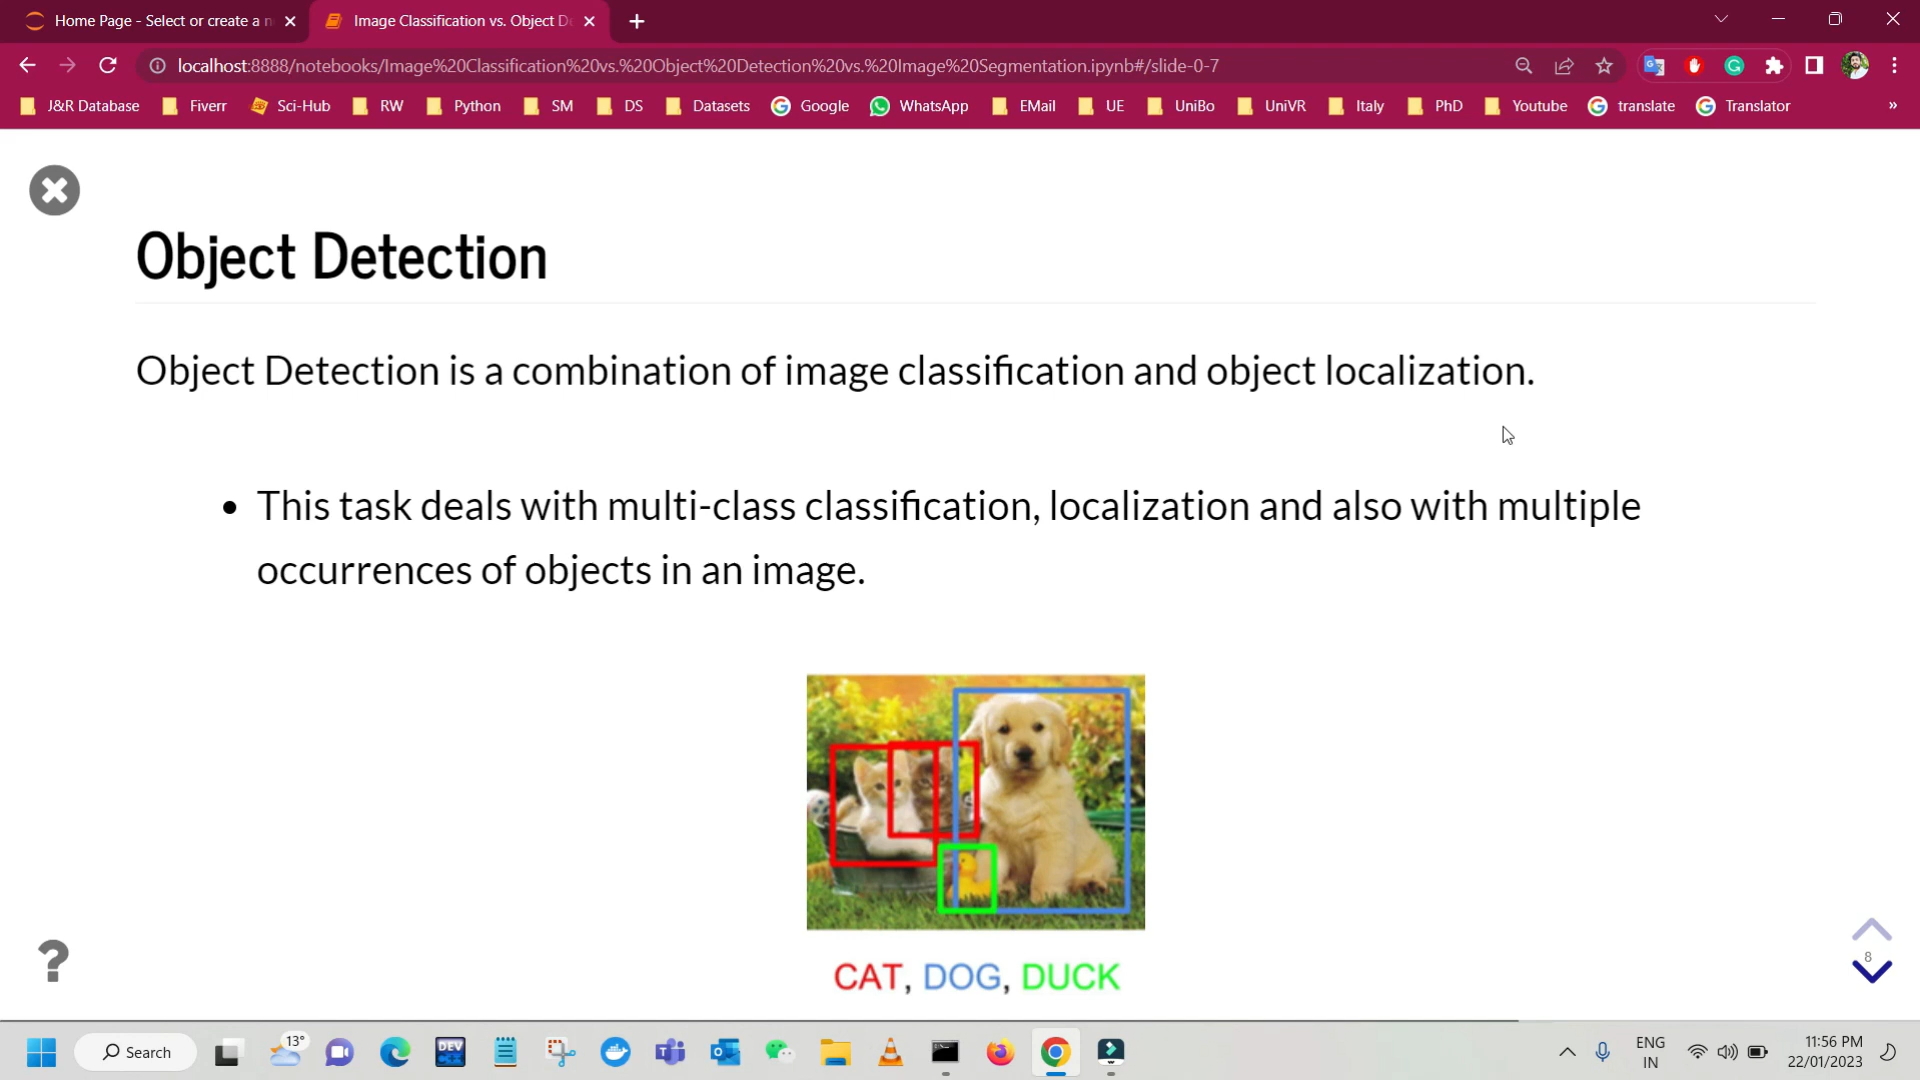 Home Page - Select or create a n
Image Classification vs. Object De
localhost:8888/notebooks/Image%20Classification%20vs.%20Object%20Detection%20vs.%20Image%20Segmentation.ipynb#/slide-0-7
J&R Database Fiverr Sci-Hub RW Python SM DS Datasets Google WhatsApp EMail UE UniBo UniVR Italy PhD Youtube translate Translator »
Object Detection
Object Detection is a combination of image classification and object localization.
• This task deals with multi-class classification, localization and also with multiple
occurrences of objects in an image.
CAT, DOG, DUCK
?
8
Search
13°
DEV
ENG
IN
11:56 PM
22/01/2023